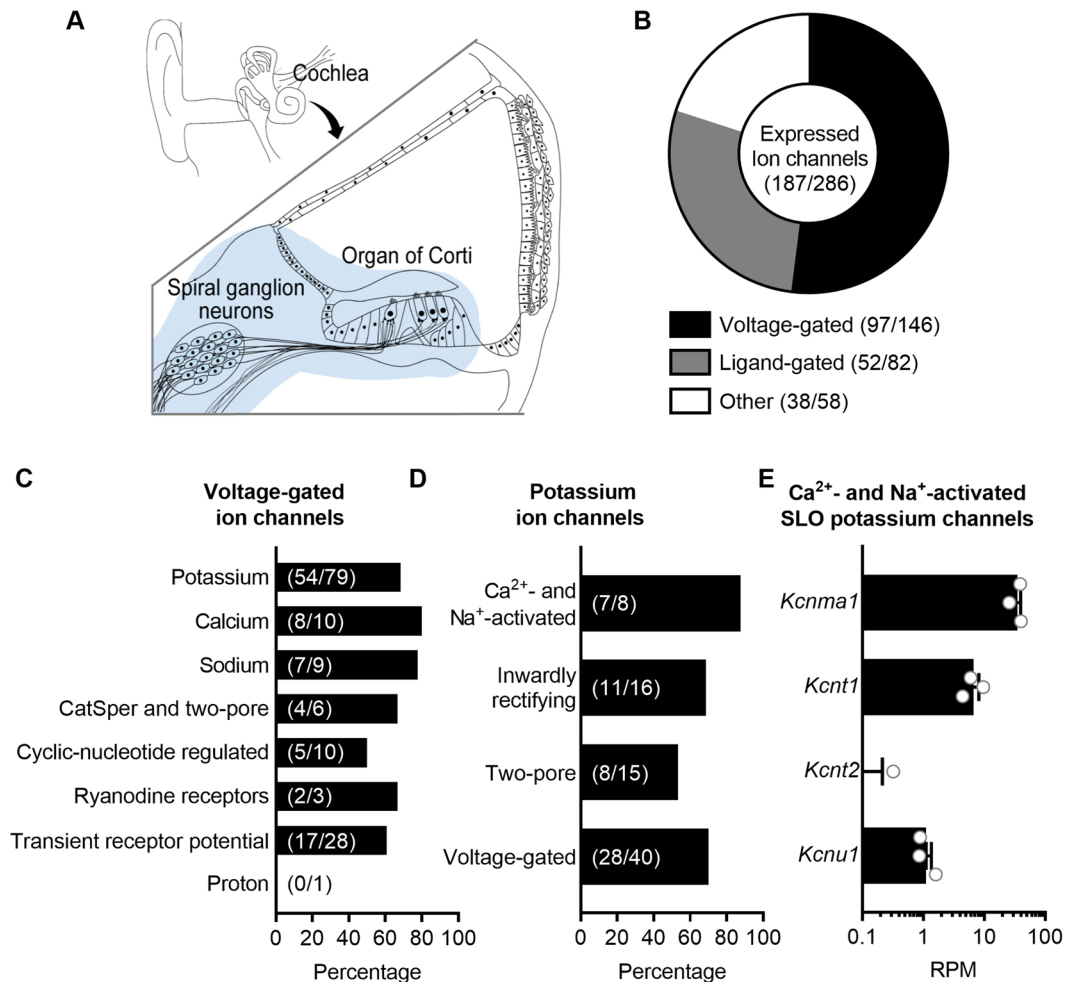 A
Cochlea
Organ of Corti
Spiral ganglion
neurons
B
Expressed
Ion channels
(187/286)
Voltage-gated (97/146)
Ligand-gated (52/82)
Other (38/58)
C
Voltage-gated
ion channels
Potassium (54/79)
Calcium (8/10)
Sodium (7/9)
CatSper and two-pore (4/6)
Cyclic-nucleotide regulated (5/10)
Ryanodine receptors (2/3)
Transient receptor potential (17/28)
Proton (0/1)
0 20 40 60 80 100
Percentage
D
Potassium
ion channels
Ca²⁺- and
Na⁺-activated
(7/8)
Inwardly
rectifying
(11/16)
Two-pore (8/15)
Voltage-gated (28/40)
0 20 40 60 80 100
Percentage
E
Ca²⁺- and Na⁺-activated
SLO potassium channels
Kcnma1
Kcnt1
Kcnt2
Kcnu1
0.1 1 10 100
RPM